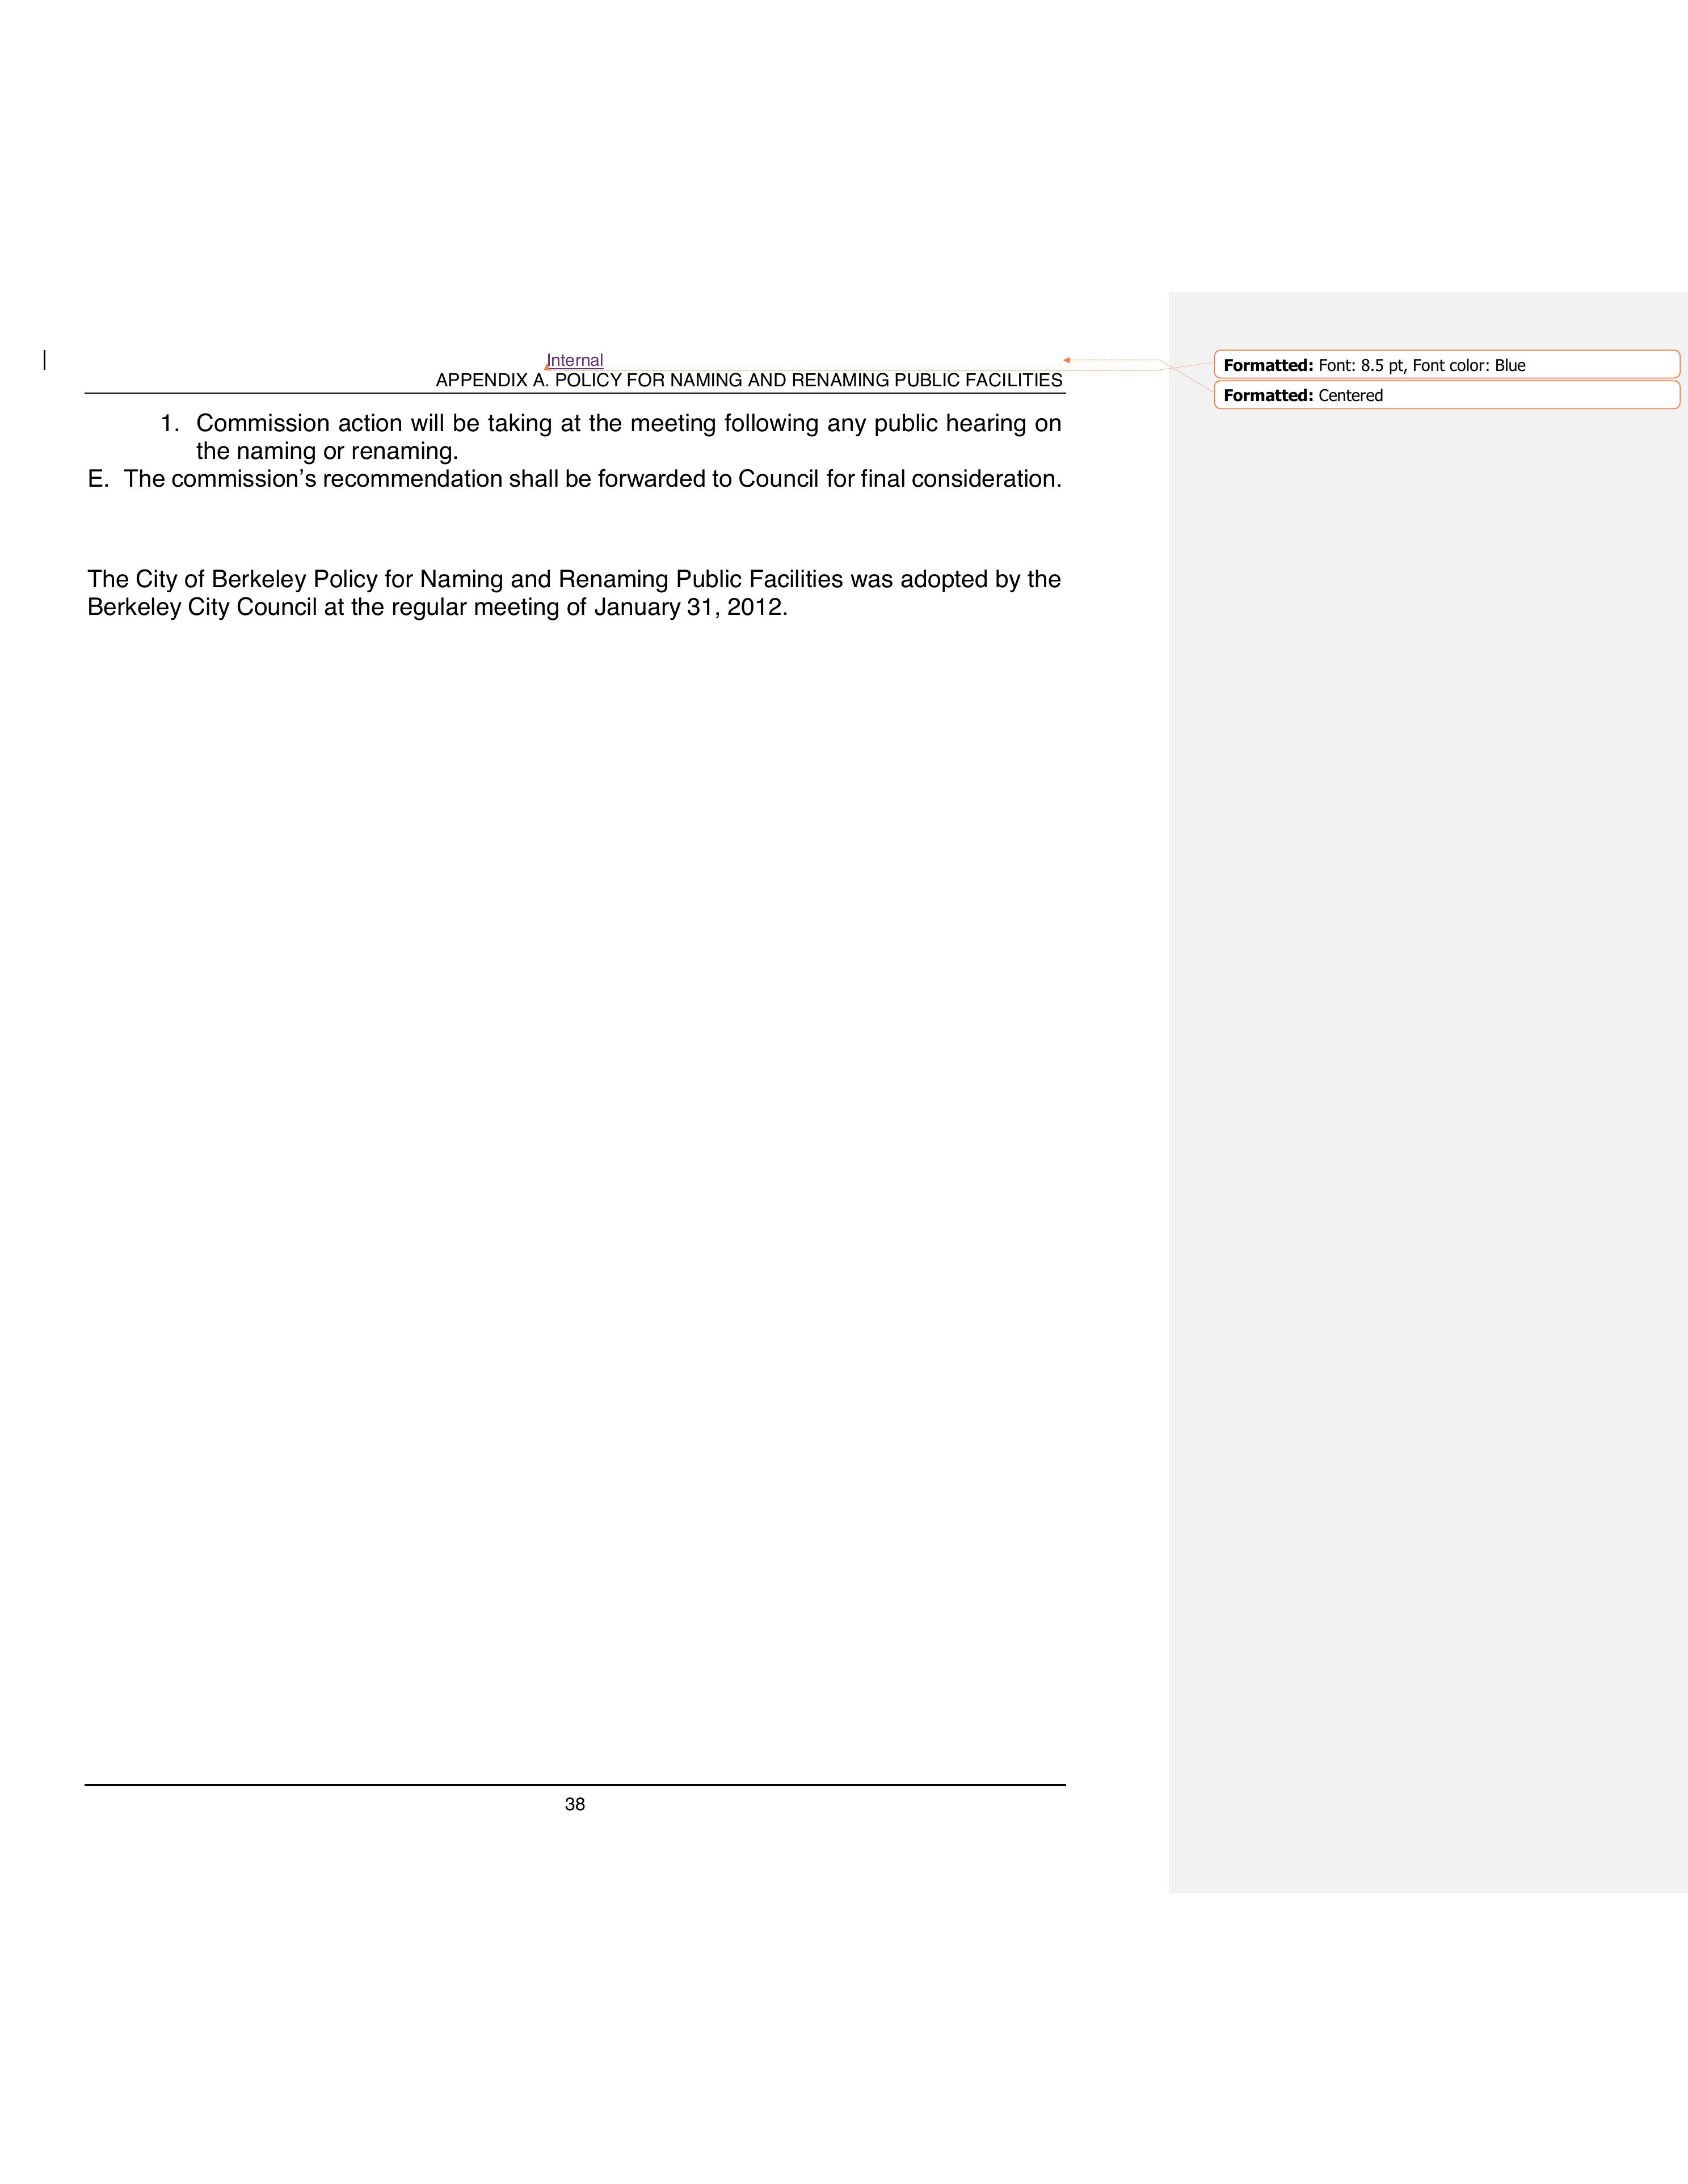 Internal
APPENDIX A. POLICY FOR NAMING AND RENAMING PUBLIC FACILITIES
Formatted: Font: 8.5 pt, Font color: Blue
Formatted: Centered
1. Commission action will be taking at the meeting following any public hearing on
the naming or renaming.
E. The commission’s recommendation shall be forwarded to Council for final consideration.
The City of Berkeley Policy for Naming and Renaming Public Facilities was adopted by the
Berkeley City Council at the regular meeting of January 31, 2012.
38